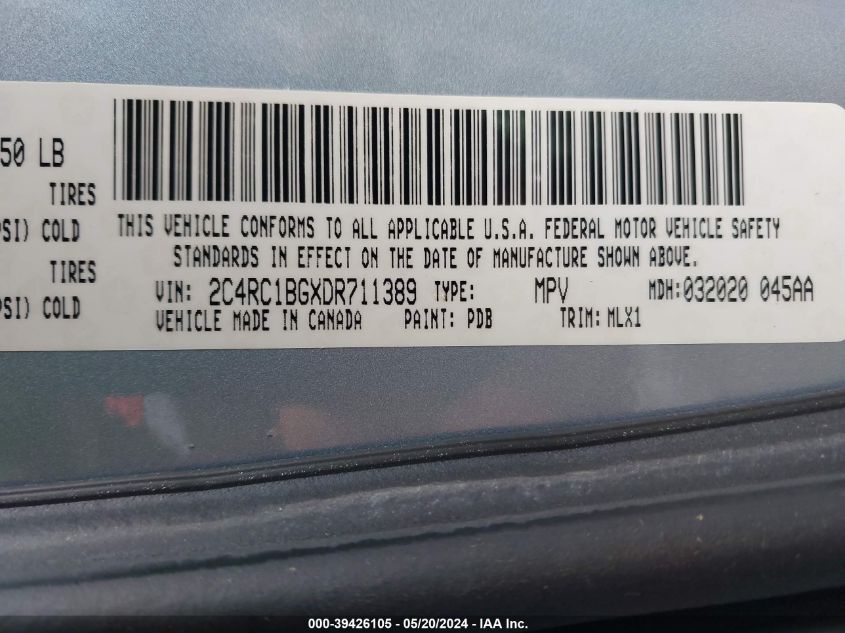 50 LB
TIRES
PSI) COLD
TIRES
SI) COLD
THIS VEHICLE CONFORMS TO ALL APPLICABLE U.S.A. FEDERAL MOTOR VEHICLE SAFETY
STANDARDS IN EFFECT ON THE DATE OF MANUFACTURE SHOWN ABOVE.
VIN: 2C4RC1BGXDR711389 TYPE: MPV MDH:032020 045AA
VEHICLE MADE IN CANADA PAINT: PDB TRIM: MLX1
000-39426105 - 05/20/2024 - IAA Inc.